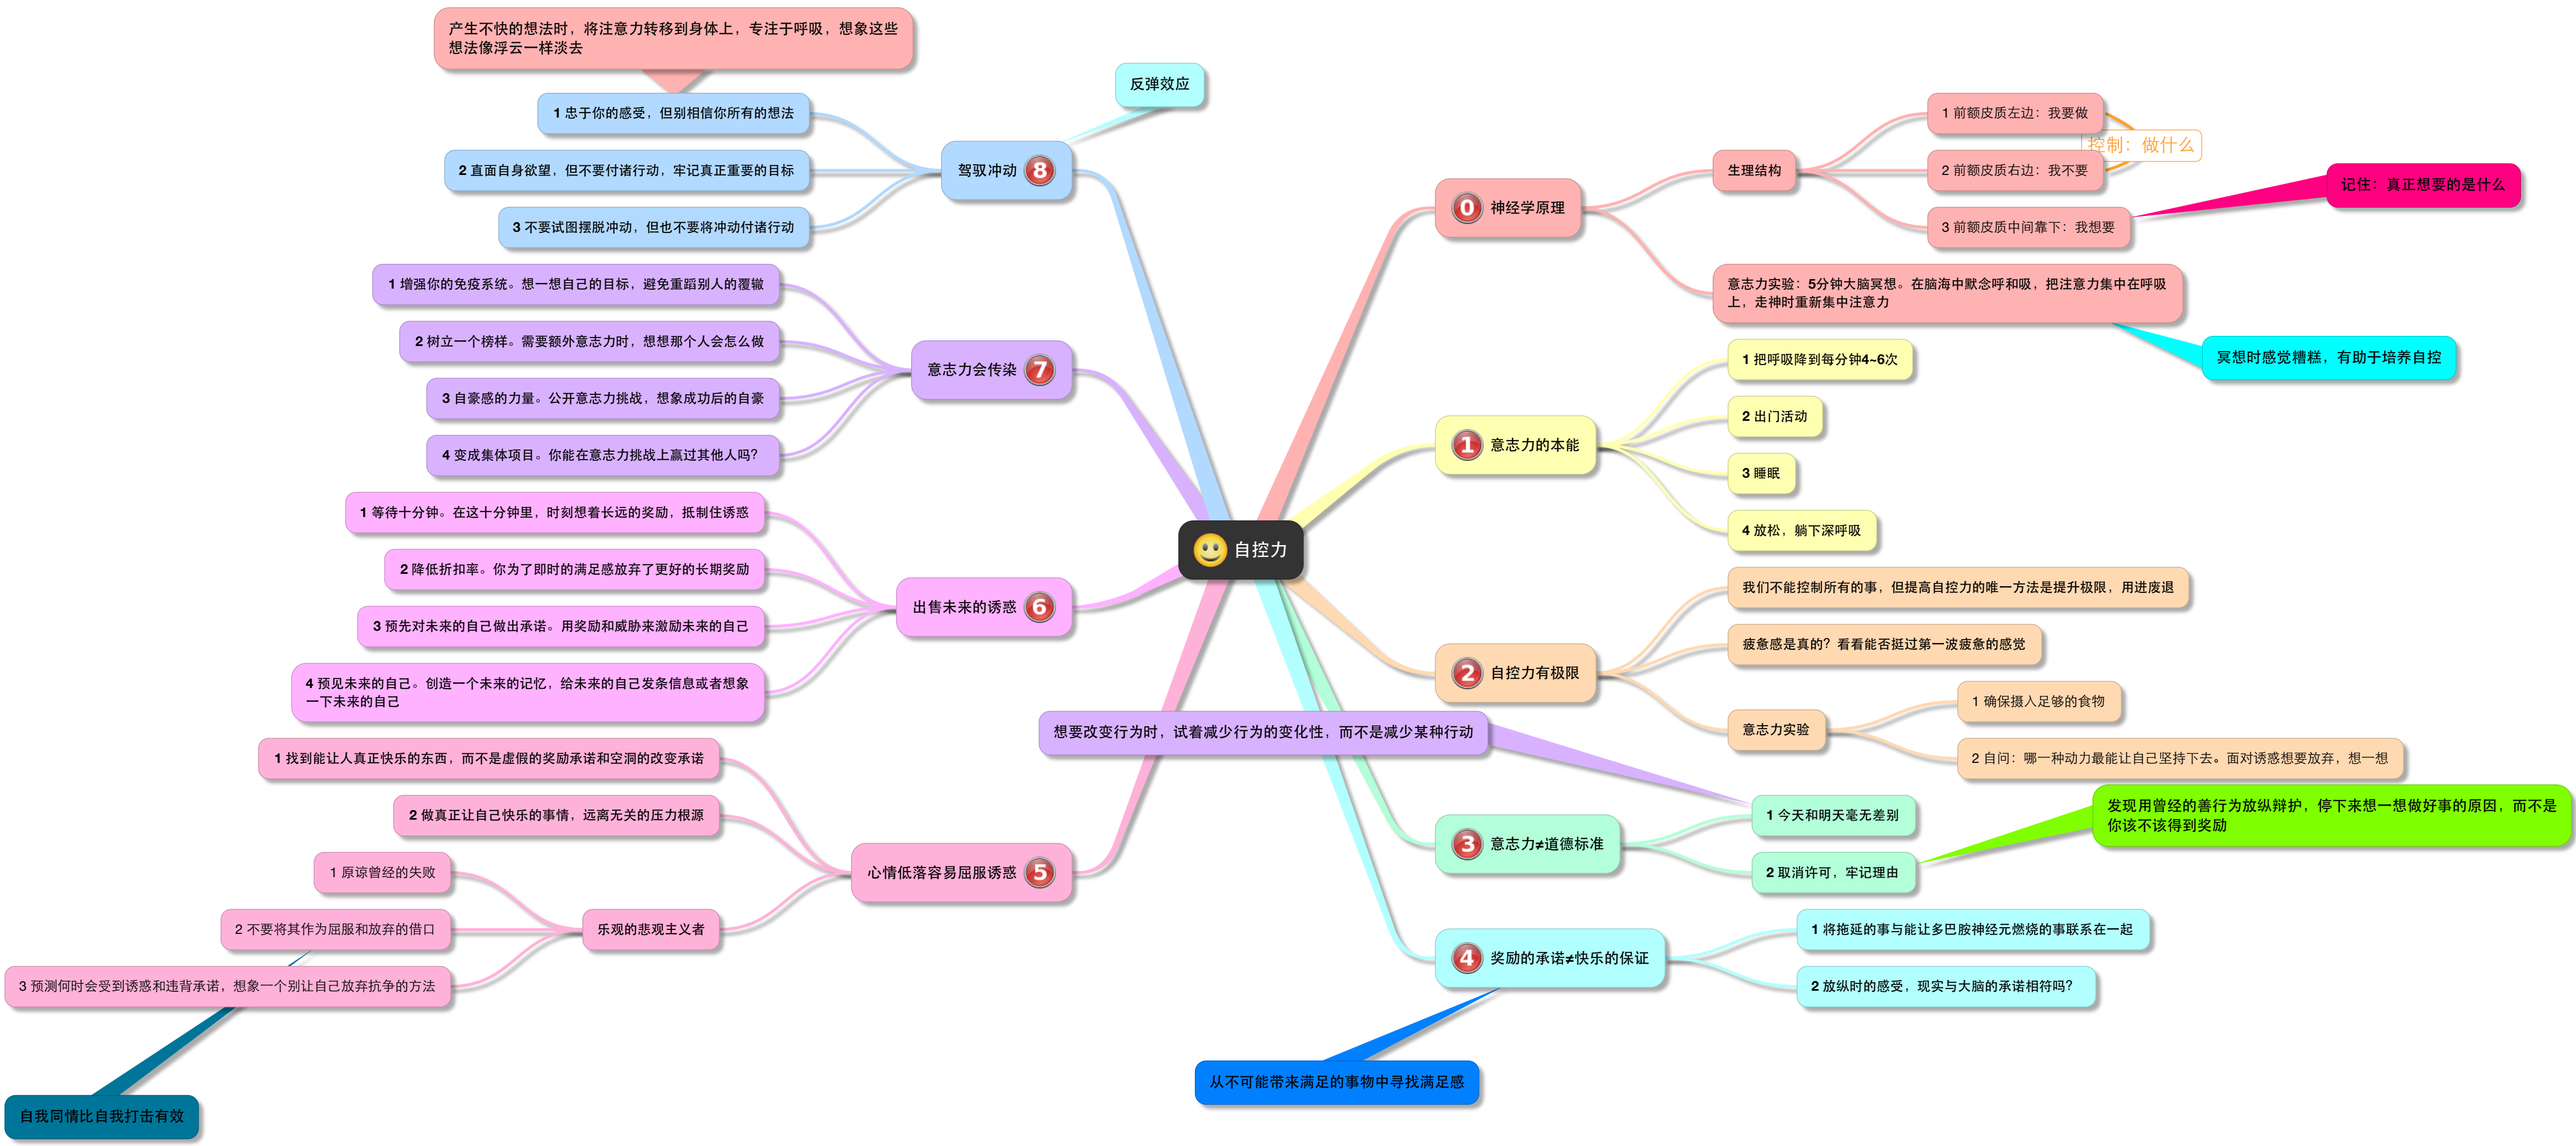 自控力
0 神经学原理
生理结构
1 前额皮质左边：我要做
2 前额皮质右边：我不要
控制：做什么
3 前额皮质中间靠下：我想要
记住：真正想要的是什么
意志力实验：5分钟大脑冥想。在脑海中默念呼和吸，把注意力集中在呼吸
上，走神时重新集中注意力
冥想时感觉糟糕，有助于培养自控
1 意志力的本能
1 把呼吸降到每分钟4~6次
2 出门活动
3 睡眠
4 放松，躺下深呼吸
2 自控力有极限
我们不能控制所有的事，但提高自控力的唯一方法是提升极限，用进废退
疲惫感是真的？看看能否挺过第一波疲惫的感觉
意志力实验
1 确保摄入足够的食物
2 自问：哪一种动力最能让自己坚持下去。面对诱惑想要放弃，想一想
3 意志力≠道德标准
1 今天和明天毫无差别
想要改变行为时，试着减少行为的变化性，而不是减少某种行动
2 取消许可，牢记理由
发现用曾经的善行为放纵辩护，停下来想一想做好事的原因，而不是
你该不该得到奖励
4 奖励的承诺≠快乐的保证
1 将拖延的事与能让多巴胺神经元燃烧的事联系在一起
2 放纵时的感受，现实与大脑的承诺相符吗？
从不可能带来满足的事物中寻找满足感
心情低落容易屈服诱惑 5
1 找到能让人真正快乐的东西，而不是虚假的奖励承诺和空洞的改变承诺
2 做真正让自己快乐的事情，远离无关的压力根源
乐观的悲观主义者
1 原谅曾经的失败
2 不要将其作为屈服和放弃的借口
3 预测何时会受到诱惑和违背承诺，想象一个别让自己放弃抗争的方法
自我同情比自我打击有效
出售未来的诱惑 6
1 等待十分钟。在这十分钟里，时刻想着长远的奖励，抵制住诱惑
2 降低折扣率。你为了即时的满足感放弃了更好的长期奖励
3 预先对未来的自己做出承诺。用奖励和威胁来激励未来的自己
4 预见未来的自己。创造一个未来的记忆，给未来的自己发条信息或者想象
一下未来的自己
意志力会传染 7
1 增强你的免疫系统。想一想自己的目标，避免重蹈别人的覆辙
2 树立一个榜样。需要额外意志力时，想想那个人会怎么做
3 自豪感的力量。公开意志力挑战，想象成功后的自豪
4 变成集体项目。你能在意志力挑战上赢过其他人吗？
驾驭冲动 8
反弹效应
1 忠于你的感受，但别相信你所有的想法
产生不快的想法时，将注意力转移到身体上，专注于呼吸，想象这些
想法像浮云一样淡去
2 直面自身欲望，但不要付诸行动，牢记真正重要的目标
3 不要试图摆脱冲动，但也不要将冲动付诸行动